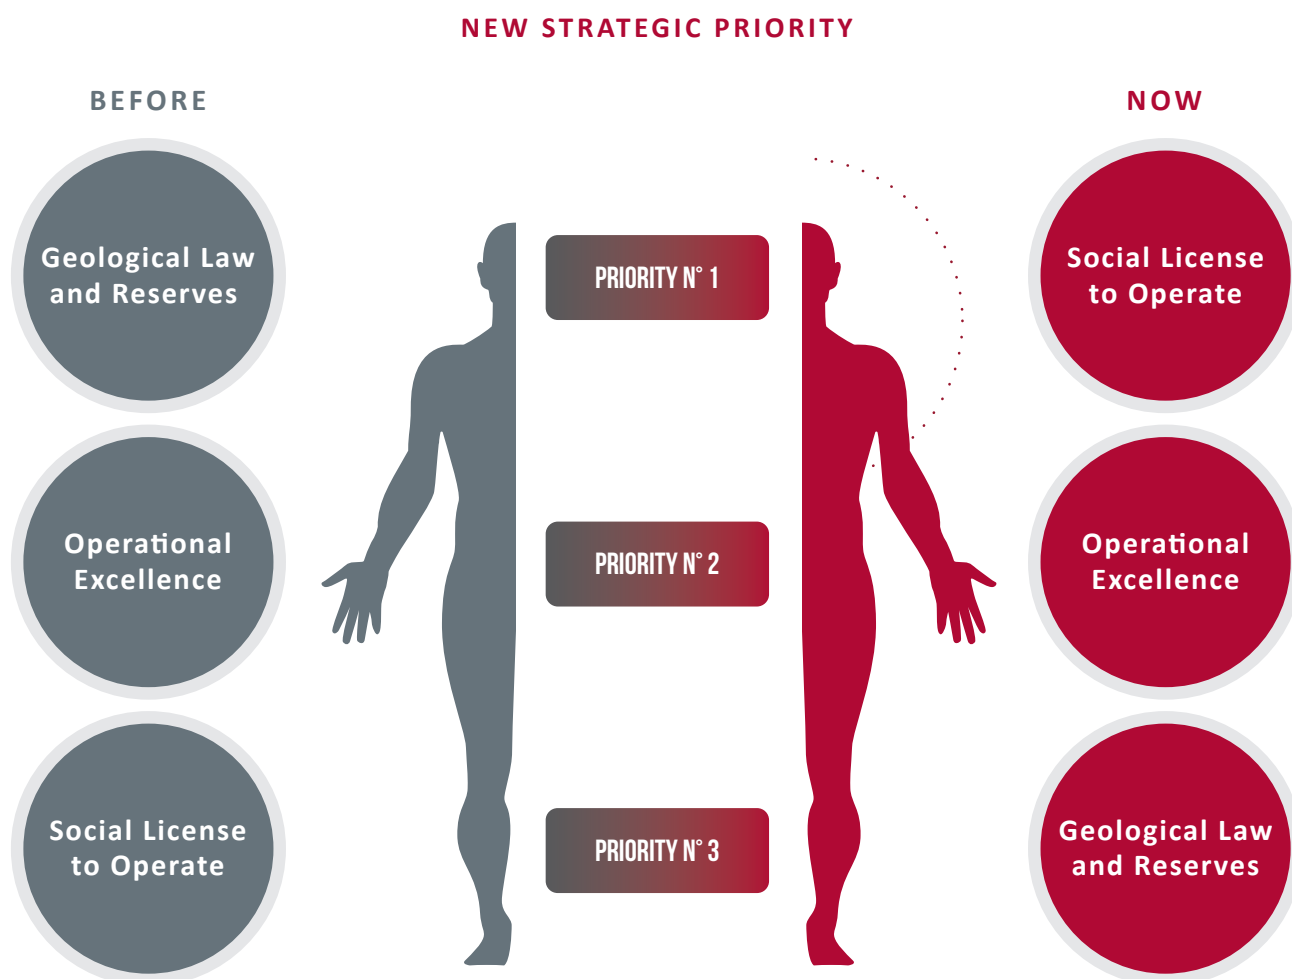 NEW STRATEGIC PRIORITY
BEFORE
NOW
Geological Law
and Reserves
PRIORITY N° 1
Social License
to Operate
Operational
Excellence
PRIORITY N° 2
Operational
Excellence
Social License
to Operate
PRIORITY N° 3
Geological Law
and Reserves